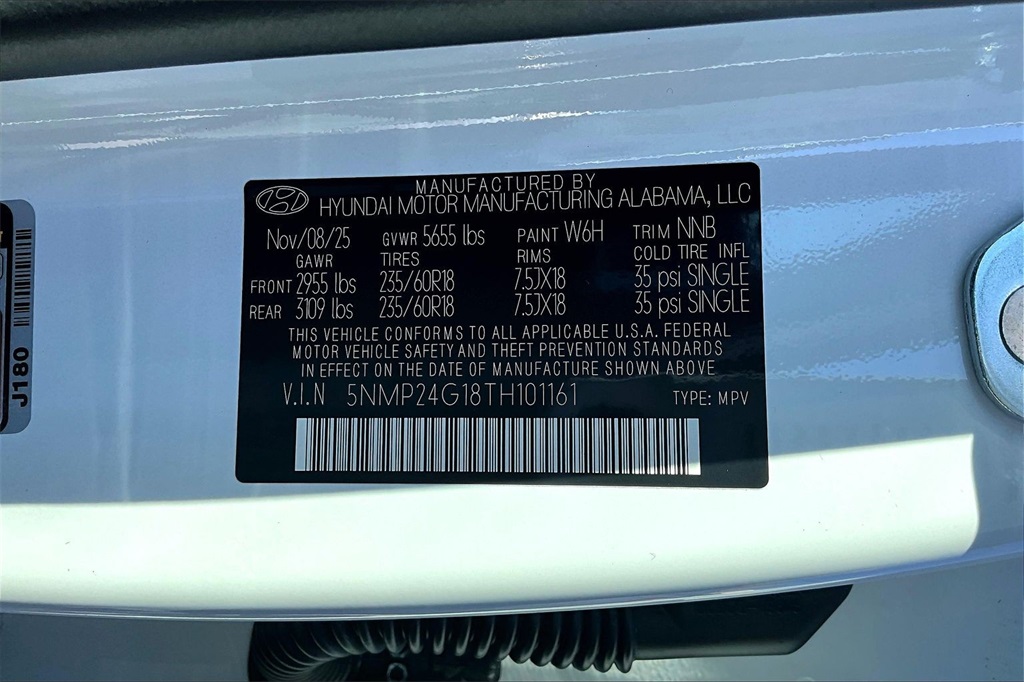 MANUFACTURED BY
HYUNDAI MOTOR MANUFACTURING ALABAMA, LLC
Nov/08/25 GVWR 5655 lbs PAINT W6H TRIM NNB
GAWR TIRES RIMS COLD TIRE INFL
FRONT 2955 lbs 235/60R18 7.5JX18 35 psi SINGLE
REAR 3109 lbs 235/60R18 7.5JX18 35 psi SINGLE
THIS VEHICLE CONFORMS TO ALL APPLICABLE U.S.A. FEDERAL
MOTOR VEHICLE SAFETY AND THEFT PREVENTION STANDARDS
IN EFFECT ON THE DATE OF MANUFACTURE SHOWN ABOVE
V.I.N 5NMP24G18TH101161 TYPE: MPV
J180